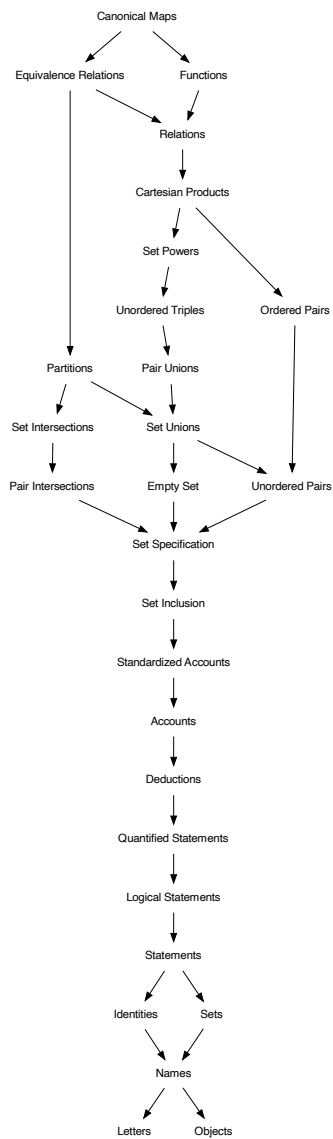 Canonical Maps
Equivalence Relations
Functions
Relations
Cartesian Products
Set Powers
Unordered Triples
Ordered Pairs
Partitions
Pair Unions
Set Intersections
Set Unions
Pair Intersections
Empty Set
Unordered Pairs
Set Specification
Set Inclusion
Standardized Accounts
Accounts
Deductions
Quantified Statements
Logical Statements
Statements
Identities
Sets
Names
Letters
Objects